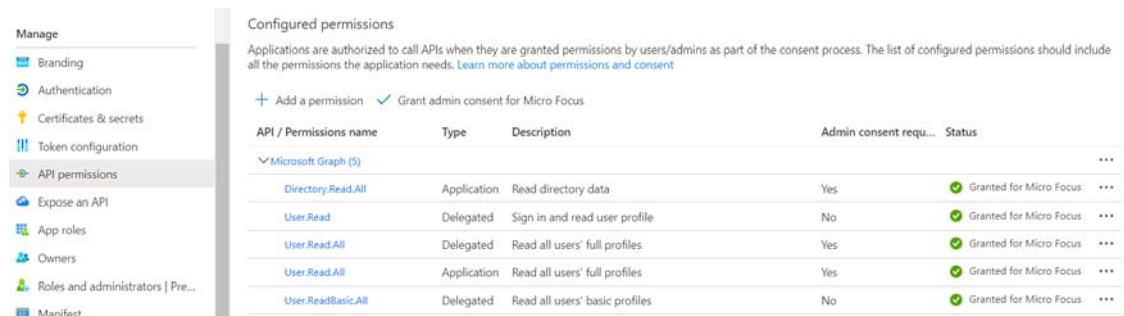 Manage
Branding
Authentication
Certificates & secrets
Token configuration
API permissions
Expose an API
App roles
Owners
Roles and administrators | Pre...
Manifest
Configured permissions
Applications are authorized to call APIs when they are granted permissions by users/admins as part of the consent process. The list of configured permissions should include
all the permissions the application needs. Learn more about permissions and consent
+ Add a permission ✓ Grant admin consent for Micro Focus
API / Permissions name Type Description Admin consent requ... Status
Microsoft Graph (5) ...
Directory.Read.All Application Read directory data Yes Granted for Micro Focus ...
User.Read Delegated Sign in and read user profile No Granted for Micro Focus ...
User.Read.All Delegated Read all users' full profiles Yes Granted for Micro Focus ...
User.Read.All Application Read all users' full profiles Yes Granted for Micro Focus ...
User.ReadBasic.All Delegated Read all users' basic profiles No Granted for Micro Focus ...